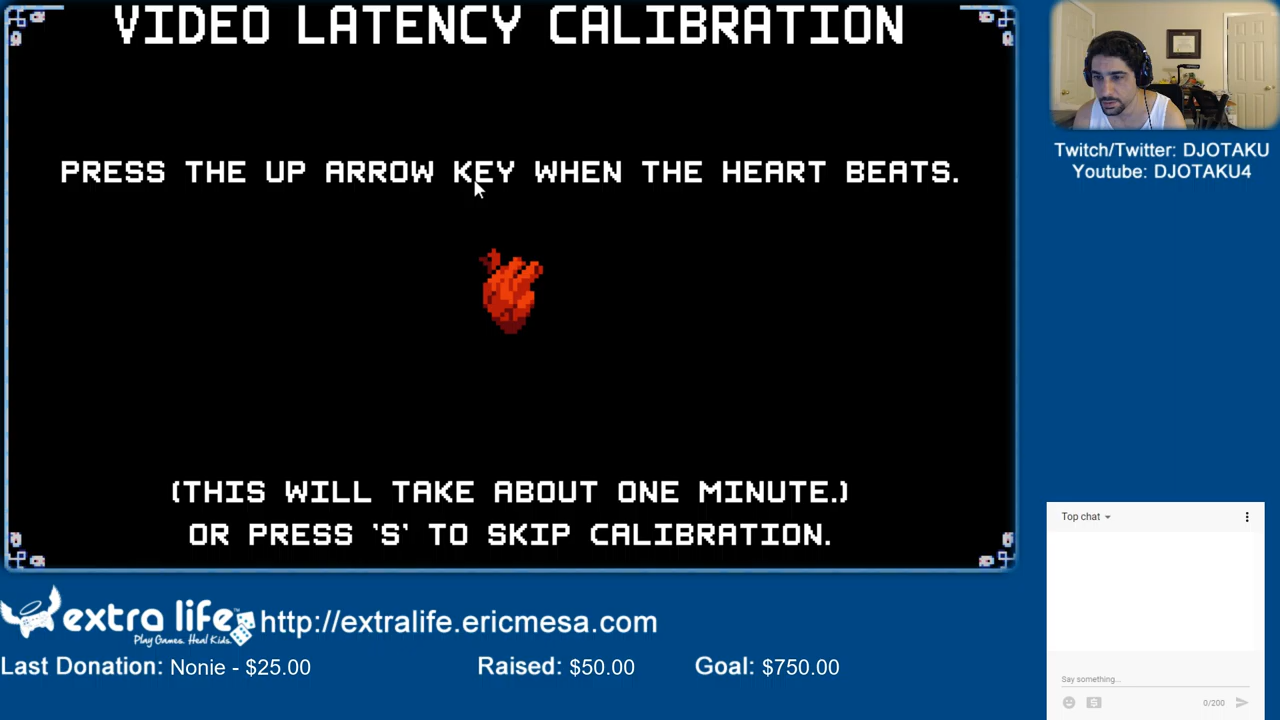 VIDEO LATENCY CALIBRATION
PRESS THE UP ARROW KEY WHEN THE HEART BEATS.
(THIS WILL TAKE ABOUT ONE MINUTE.)
OR PRESS 'S' TO SKIP CALIBRATION.
Twitch/Twitter: DJOTAKU
Youtube: DJOTAKU4
Top chat
Say something...
0/200
extra life
Play Games. Heal Kids.
http://extralife.ericmesa.com
Last Donation: Nonie - $25.00
Raised: $50.00
Goal: $750.00